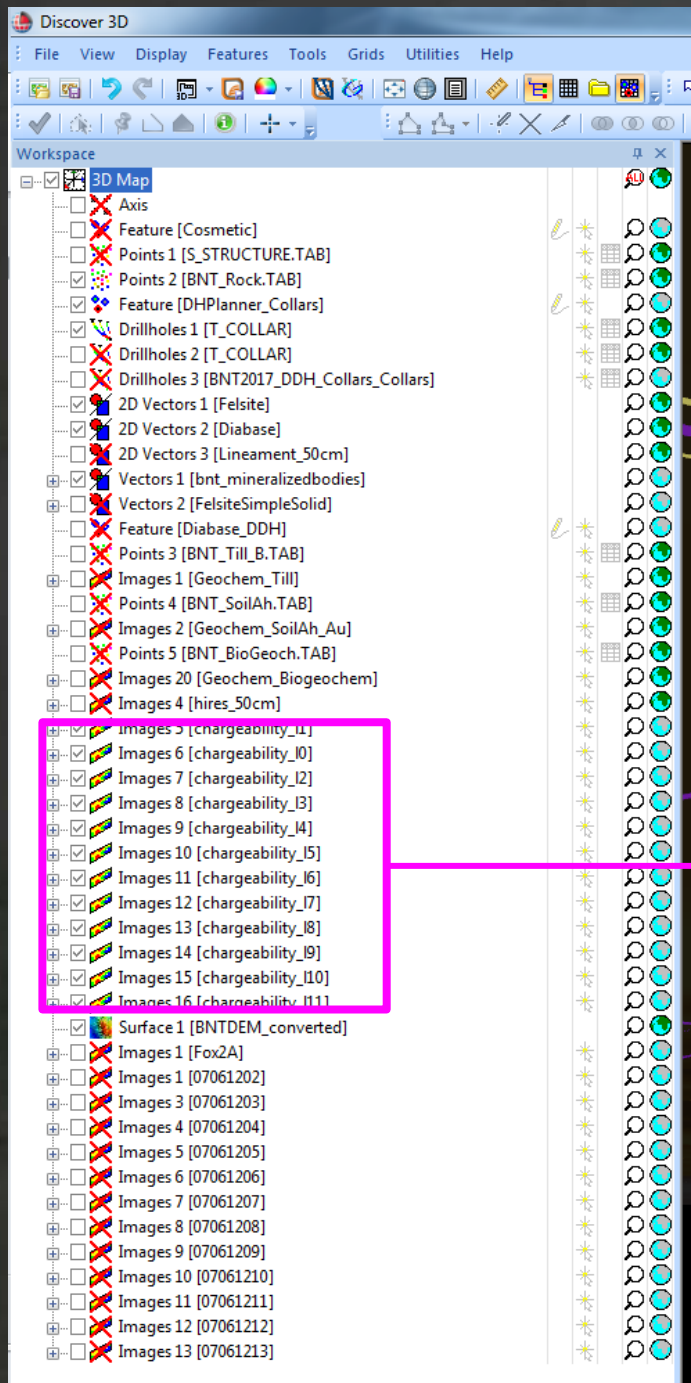 Discover 3D
File View Display Features Tools Grids Utilities Help
Workspace
3D Map
ALL
Axis
Feature [Cosmetic]
Points 1 [S_STRUCTURE.TAB]
Points 2 [BNT_Rock.TAB]
Feature [DHPlanner_Collars]
Drillholes 1 [T_COLLAR]
Drillholes 2 [T_COLLAR]
Drillholes 3 [BNT2017_DDH_Collars_Collars]
2D Vectors 1 [Felsite]
2D Vectors 2 [Diabase]
2D Vectors 3 [Lineament_50cm]
Vectors 1 [bnt_mineralizedbodies]
Vectors 2 [FelsiteSimpleSolid]
Feature [Diabase_DDH]
Points 3 [BNT_Till_B.TAB]
Images 1 [Geochem_Till]
Points 4 [BNT_SoilAh.TAB]
Images 2 [Geochem_SoilAh_Au]
Points 5 [BNT_BioGeoch.TAB]
Images 20 [Geochem_Biogeochem]
Images 4 [hires_50cm]
Images 5 [chargeability_l1]
Images 6 [chargeability_l0]
Images 7 [chargeability_l2]
Images 8 [chargeability_l3]
Images 9 [chargeability_l4]
Images 10 [chargeability_l5]
Images 11 [chargeability_l6]
Images 12 [chargeability_l7]
Images 13 [chargeability_l8]
Images 14 [chargeability_l9]
Images 15 [chargeability_l10]
Images 16 [chargeability_l11]
Surface 1 [BNTDEM_converted]
Images 1 [Fox2A]
Images 1 [07061202]
Images 3 [07061203]
Images 4 [07061204]
Images 5 [07061205]
Images 6 [07061206]
Images 7 [07061207]
Images 8 [07061208]
Images 9 [07061209]
Images 10 [07061210]
Images 11 [07061211]
Images 12 [07061212]
Images 13 [07061213]